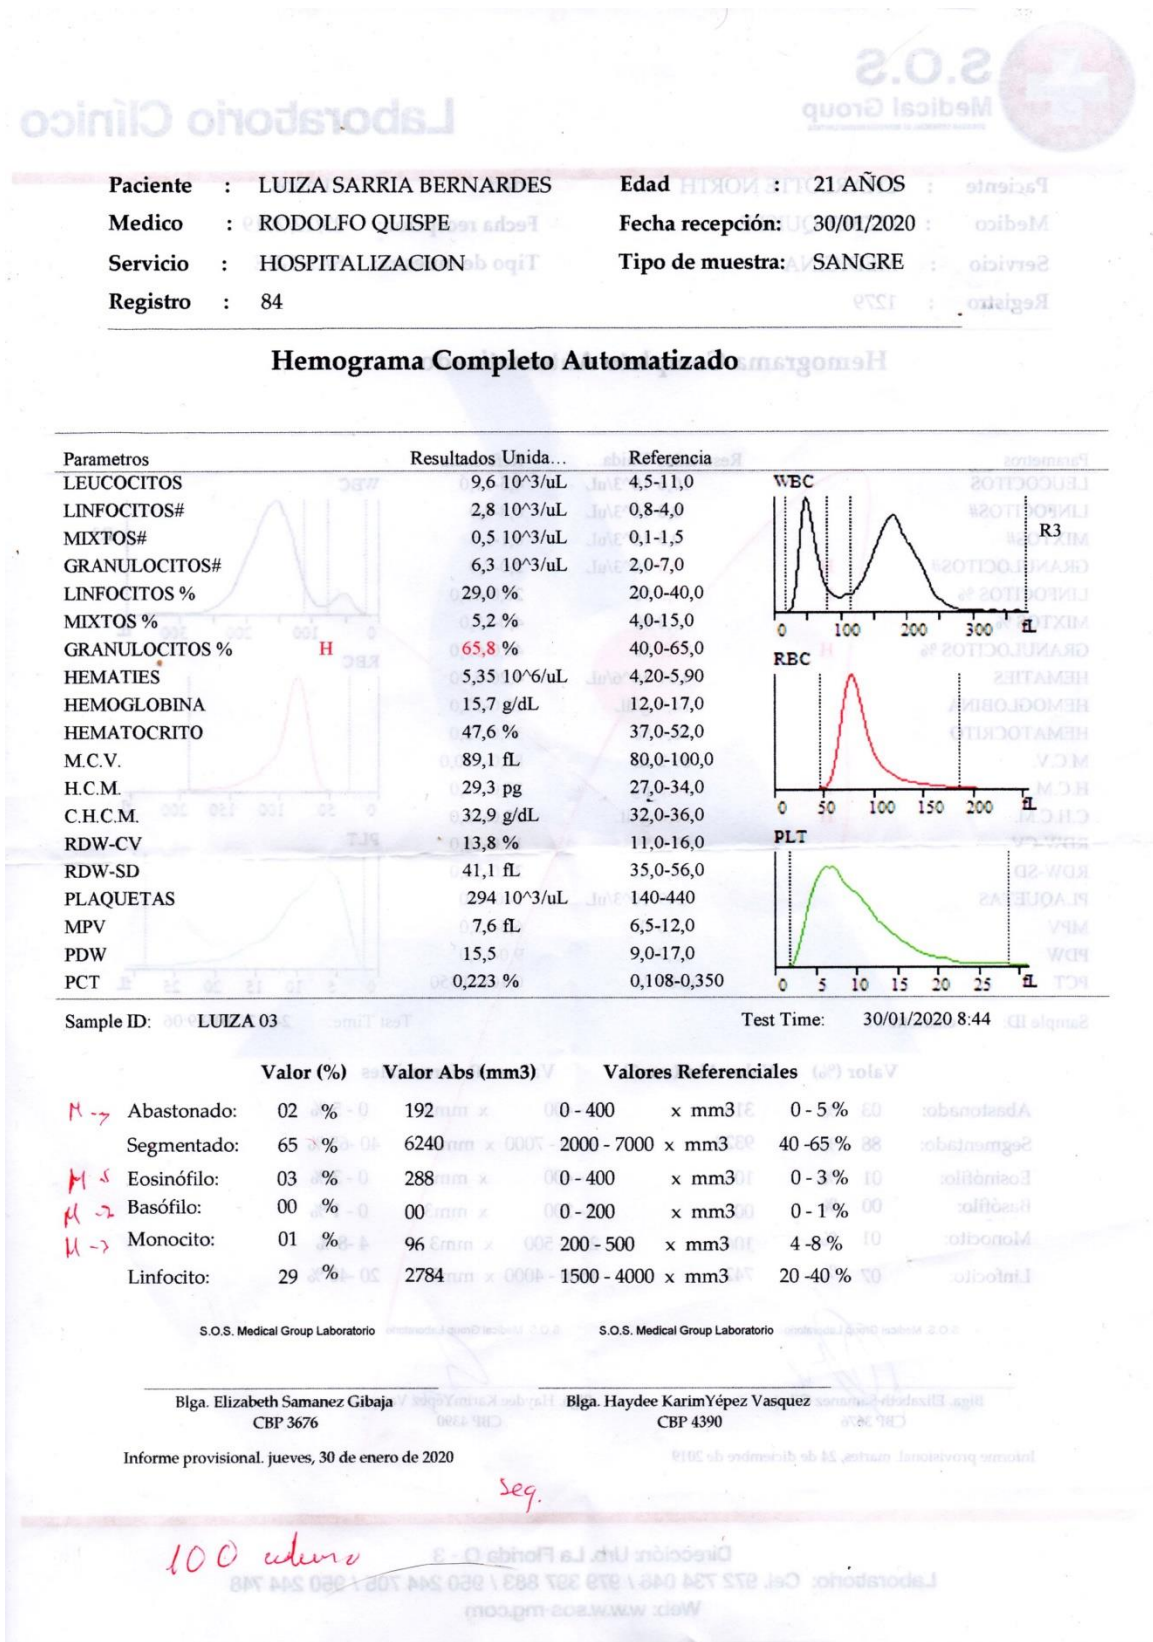 Paciente : LUIZA SARRIA BERNARDES Edad : 21 AÑOS
Medico : RODOLFO QUISPE Fecha recepción: 30/01/2020
Servicio : HOSPITALIZACION Tipo de muestra: SANGRE
Registro : 84
Hemograma Completo Automatizado
Parametros Resultados Unida... Referencia
LEUCOCITOS 9,6 10^3/uL 4,5-11,0
LINFOCITOS# 2,8 10^3/uL 0,8-4,0
MIXTOS# 0,5 10^3/uL 0,1-1,5
GRANULOCITOS# 6,3 10^3/uL 2,0-7,0
LINFOCITOS % 29,0 % 20,0-40,0
MIXTOS % 5,2 % 4,0-15,0
GRANULOCITOS % H 65,8 % 40,0-65,0
HEMATIES 5,35 10^6/uL 4,20-5,90
HEMOGLOBINA 15,7 g/dL 12,0-17,0
HEMATOCRITO 47,6 % 37,0-52,0
M.C.V. 89,1 fL 80,0-100,0
H.C.M. 29,3 pg 27,0-34,0
C.H.C.M. 32,9 g/dL 32,0-36,0
RDW-CV 13,8 % 11,0-16,0
RDW-SD 41,1 fL 35,0-56,0
PLAQUETAS 294 10^3/uL 140-440
MPV 7,6 fL 6,5-12,0
PDW 15,5 9,0-17,0
PCT 0,223 % 0,108-0,350
WBC
R3
0 100 200 300 fL
RBC
0 50 100 150 200 fL
PLT
0 5 10 15 20 25 fL
Sample ID: LUIZA 03 Test Time: 30/01/2020 8:44
Valor (%) Valor Abs (mm3) Valores Referenciales
Abastonado: 02 % 192 0 - 400 x mm3 0 - 5 %
Segmentado: 65 % 6240 2000 - 7000 x mm3 40 -65 %
Eosinófilo: 03 % 288 0 - 400 x mm3 0 - 3 %
Basófilo: 00 % 00 0 - 200 x mm3 0 - 1 %
Monocito: 01 % 96 200 - 500 x mm3 4 -8 %
Linfocito: 29 % 2784 1500 - 4000 x mm3 20 -40 %
S.O.S. Medical Group Laboratorio S.O.S. Medical Group Laboratorio
Blga. Elizabeth Samanez Gibaja Blga. Haydee KarimYépez Vasquez
CBP 3676 CBP 4390
Informe provisional. jueves, 30 de enero de 2020
seg.
100